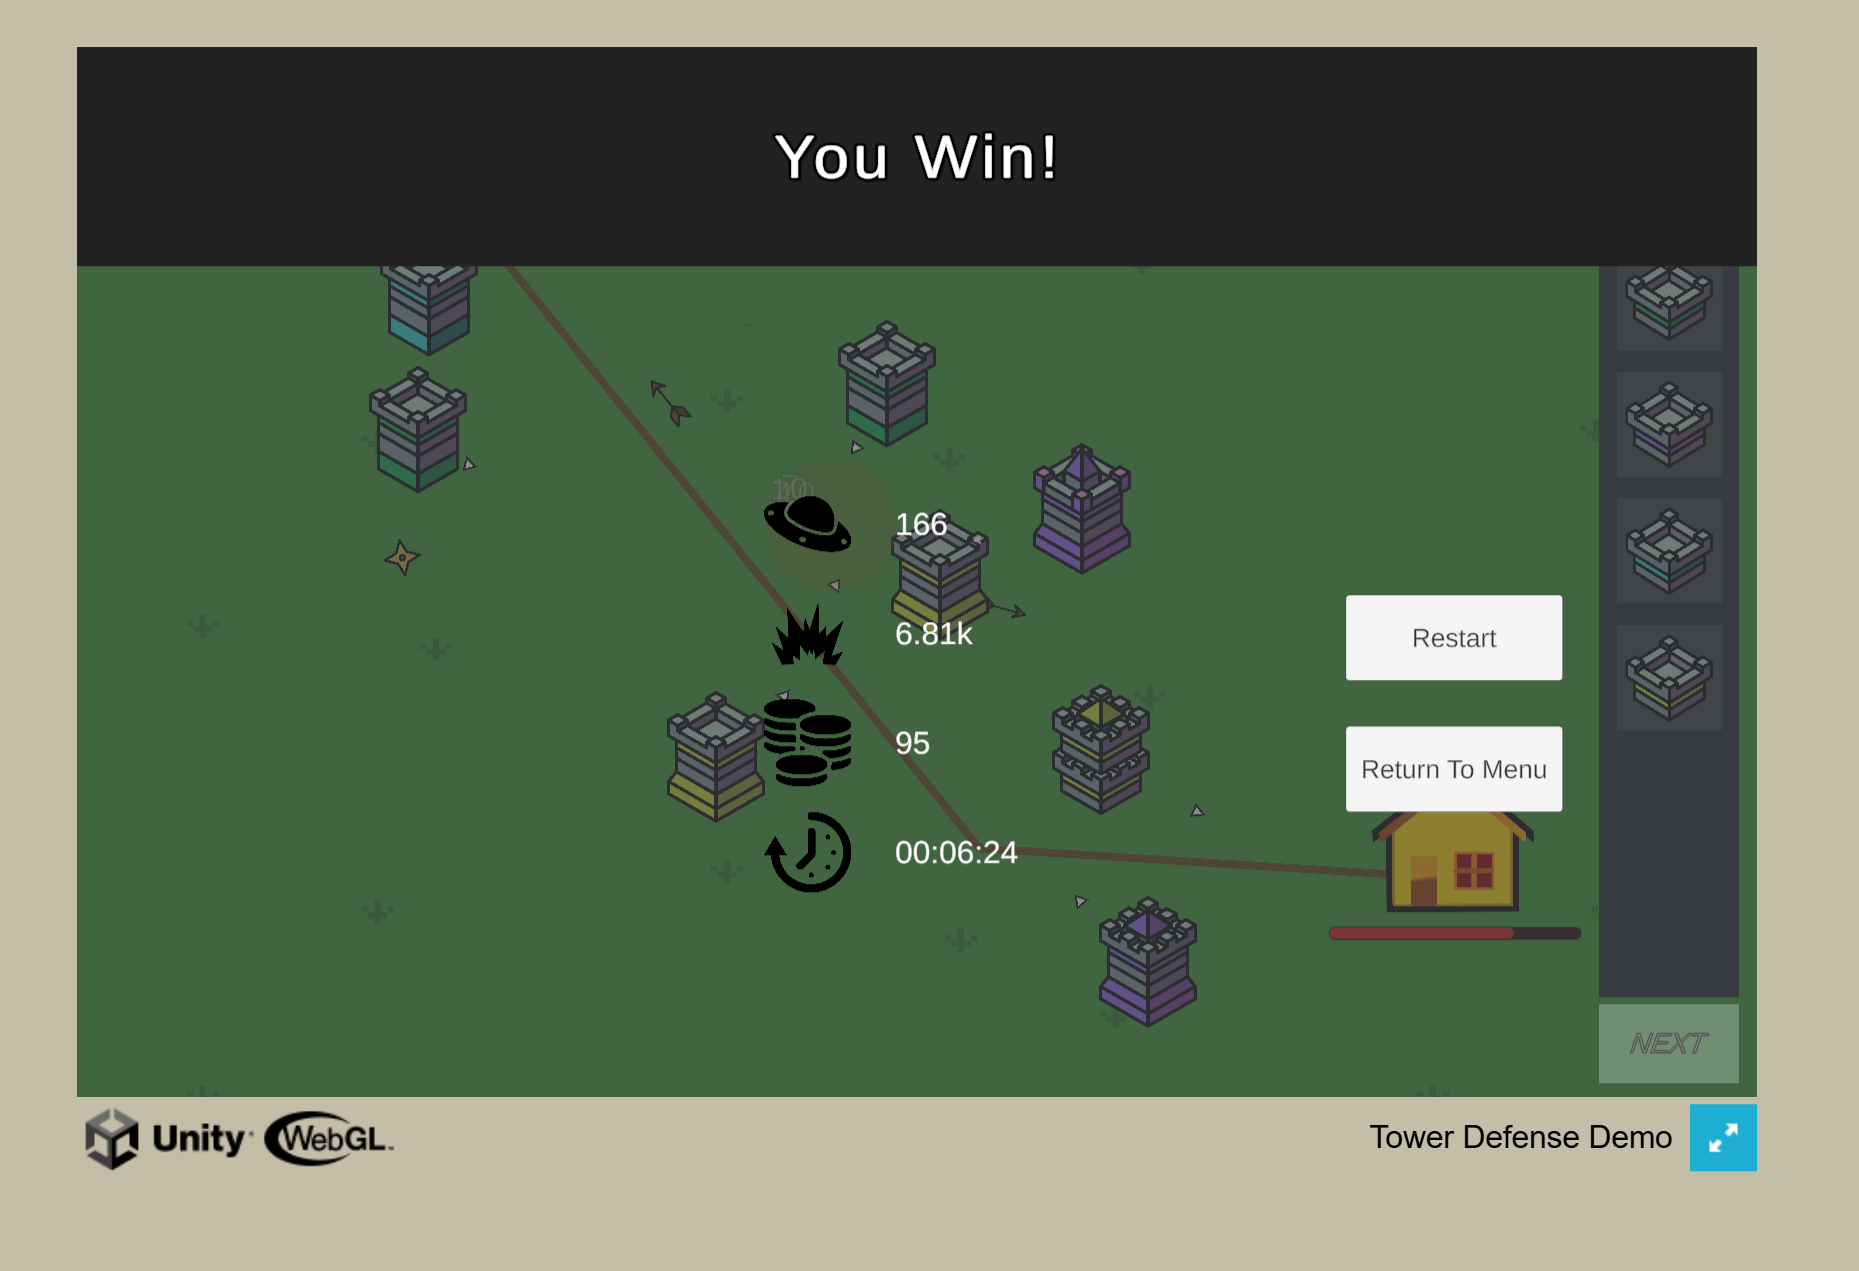 You Win!
166
6.81k
Restart
95
Return To Menu
00:06:24
NEXT
Unity WebGL
Tower Defense Demo